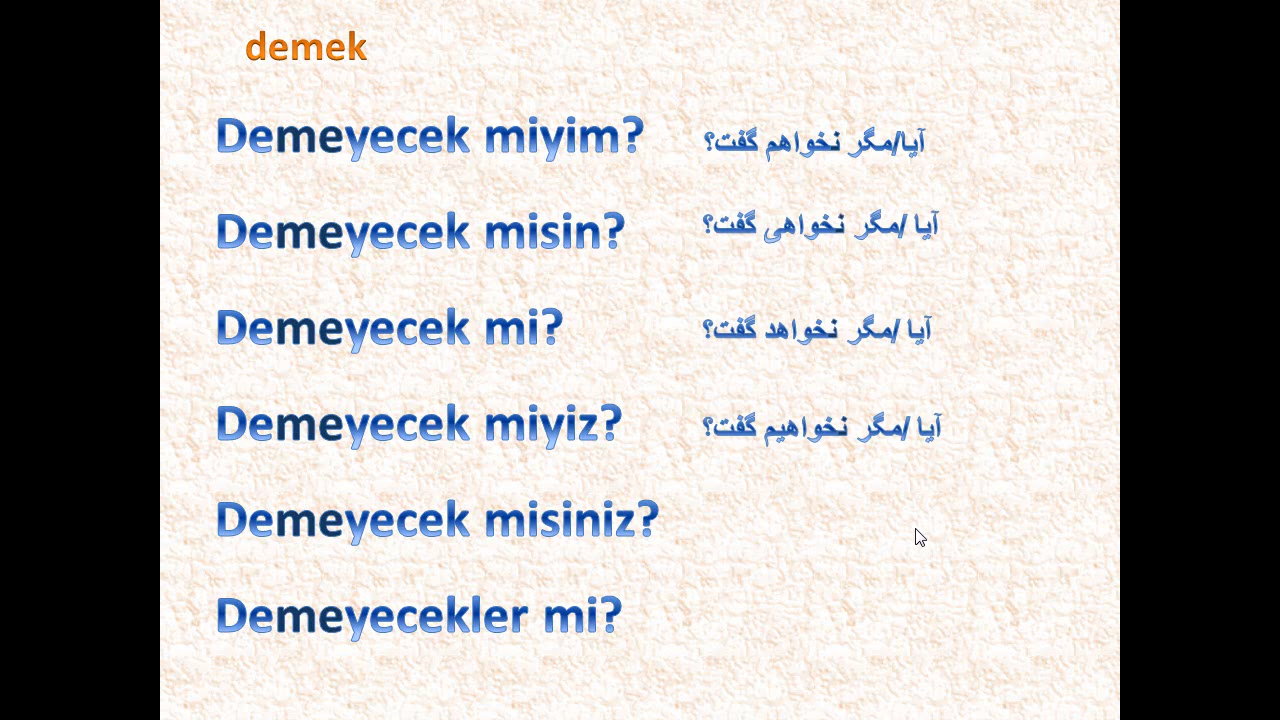 demek
Demeyecek miyim? آیا/مگر نخواهم گفت؟
Demeyecek misin? آیا /مگر نخواهی گفت؟
Demeyecek mi? آیا /مگر نخواهد گفت؟
Demeyecek miyiz? آیا /مگر نخواهیم گفت؟
Demeyecek misiniz?
Demeyecekler mi?